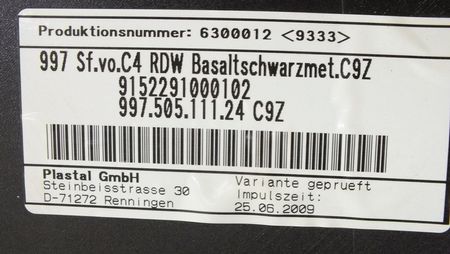 Produktionsnummer: 6300012 <9333>
997 Sf.vo.C4 RDW Basaltschwarzmet.C9Z
9152291000102
997.505.111.24 C9Z
Plastal GmbH
Steinbeisstrasse 30
D-71272 Renningen
Variante geprueft
Impulszeit:
25.06.2009